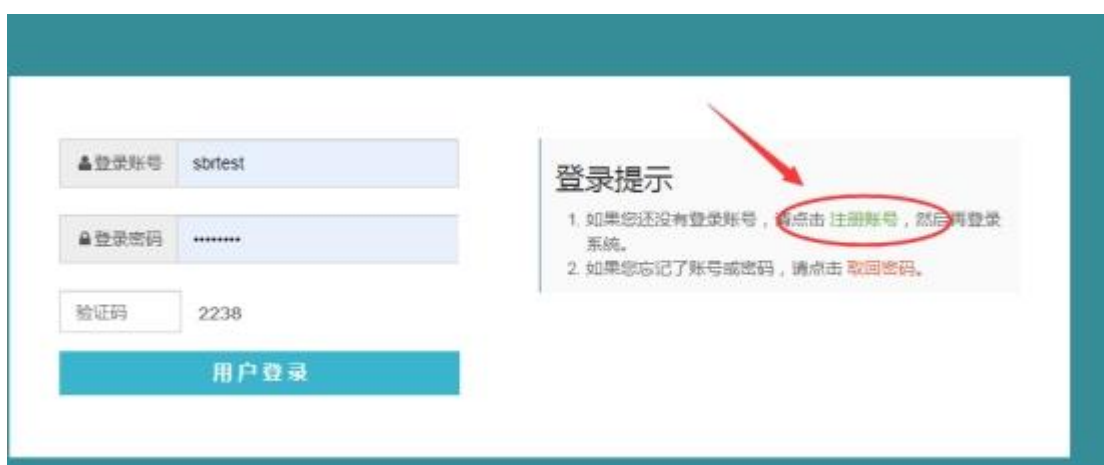 登录账号 sbrtest
登录密码 ••••••••
验证码 2238
用户登录
登录提示
1. 如果您还没有登录账号，请点击 注册账号，然后再登录
系统。
2. 如果您忘记了账号或密码，请点击 取回密码。